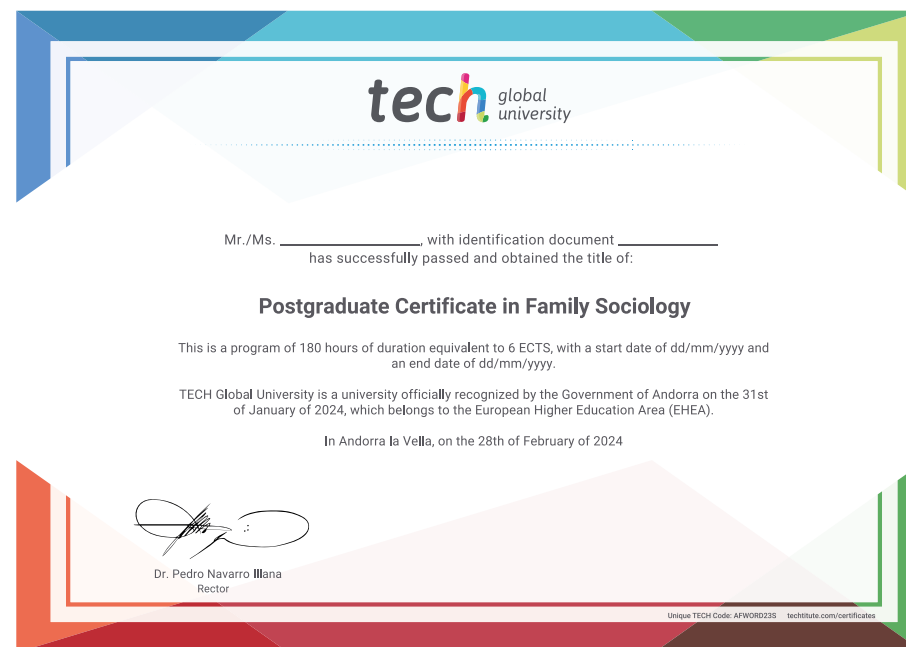 tech global university
Mr./Ms. ____________, with identification document ____________
has successfully passed and obtained the title of:
Postgraduate Certificate in Family Sociology
This is a program of 180 hours of duration equivalent to 6 ECTS, with a start date of dd/mm/yyyy and
an end date of dd/mm/yyyy.
TECH Global University is a university officially recognized by the Government of Andorra on the 31st
of January of 2024, which belongs to the European Higher Education Area (EHEA).
In Andorra la Vella, on the 28th of February of 2024
Dr. Pedro Navarro Illana
Rector
Unique TECH Code: AFWORD23S techtitute.com/certificates